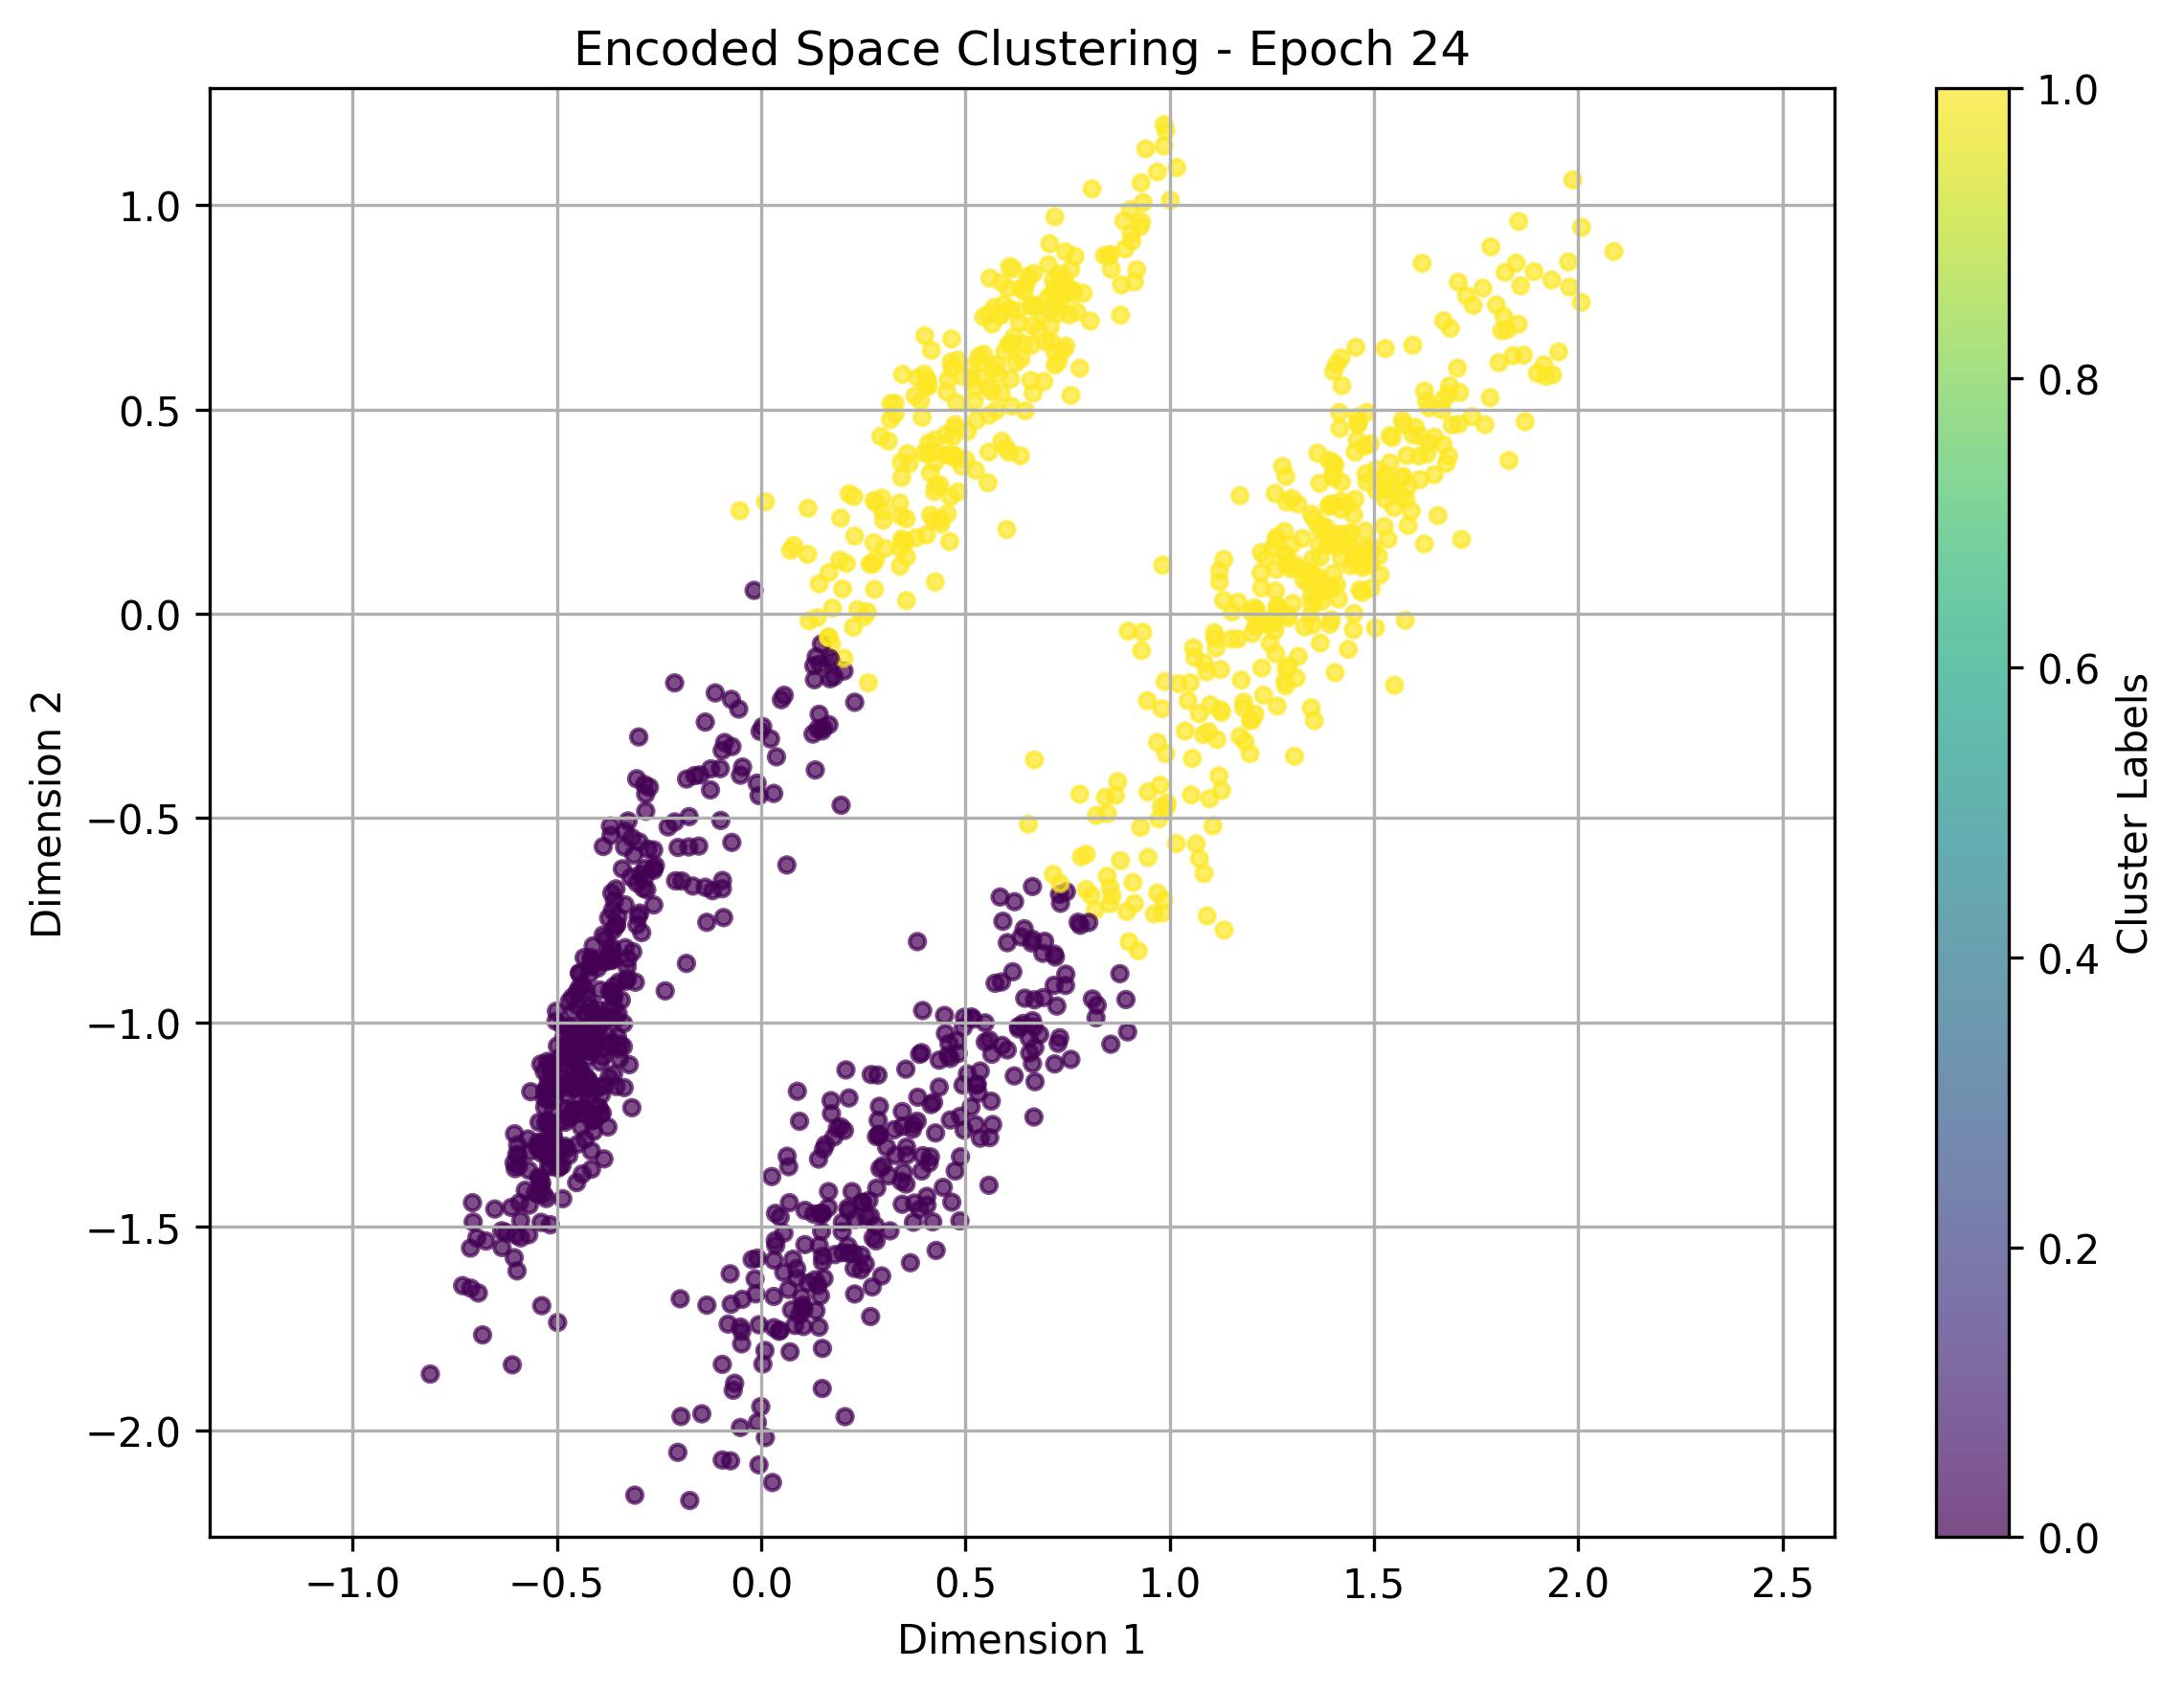 Encoded Space Clustering - Epoch 24
1.0
0.5
0.0
−0.5
−1.0
−1.5
−2.0
Dimension 2
−1.0 −0.5 0.0 0.5 1.0 1.5 2.0 2.5
Dimension 1
1.0
0.8
0.6
0.4
0.2
0.0
Cluster Labels